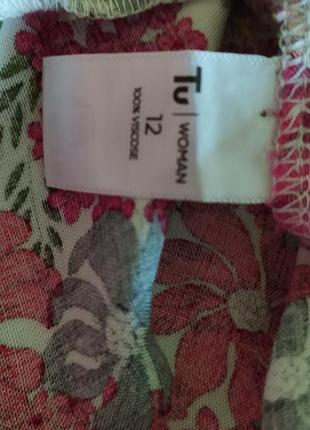 Tu | WOMAN
12
100% VISCOSE